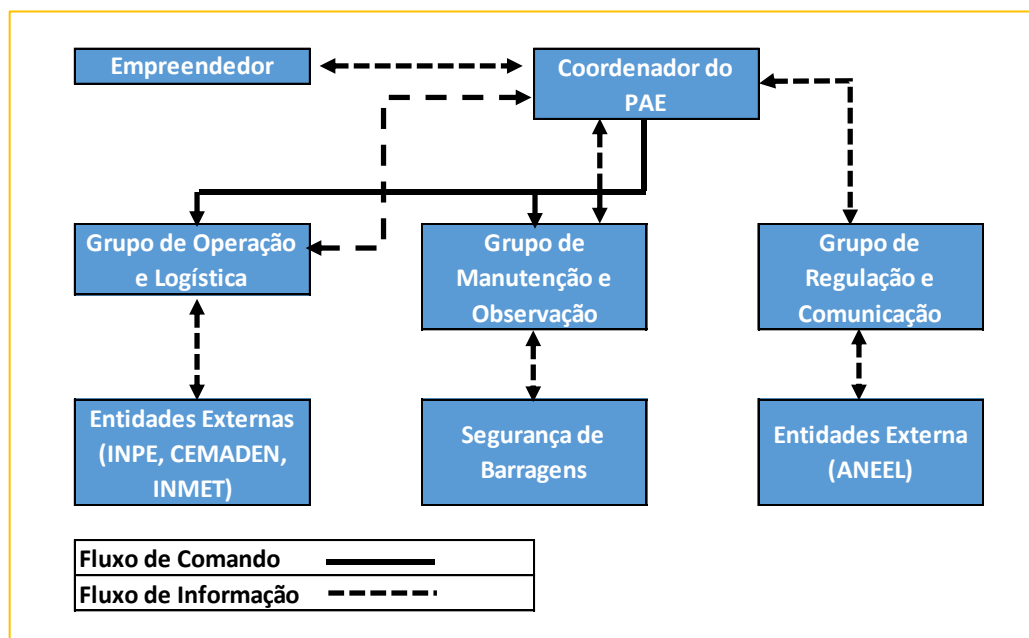 Empreendedor
Coordenador do
PAE
Grupo de Operação
e Logística
Grupo de
Manutenção e
Observação
Grupo de
Regulação e
Comunicação
Entidades Externas
(INPE, CEMADEN,
INMET)
Segurança de
Barragens
Entidades Externa
(ANEEL)
Fluxo de Comando
Fluxo de Informação